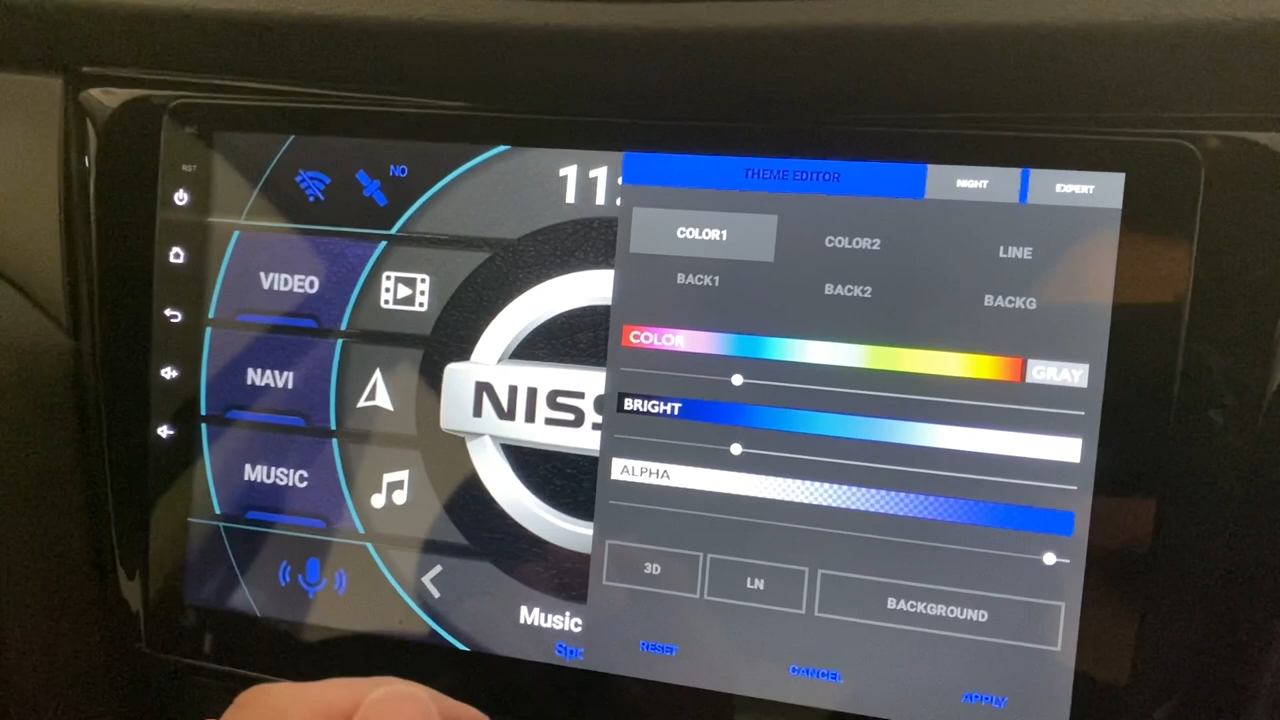 RST
NO
VIDEO
NAVI
MUSIC
11:
NISS
Music
Spo
THEME EDITOR
NIGHT
EXPERT
COLOR1
COLOR2
LINE
BACK1
BACK2
BACKG
COLOR
GRAY
BRIGHT
ALPHA
3D
LN
BACKGROUND
RESET
CANCEL
APPLY